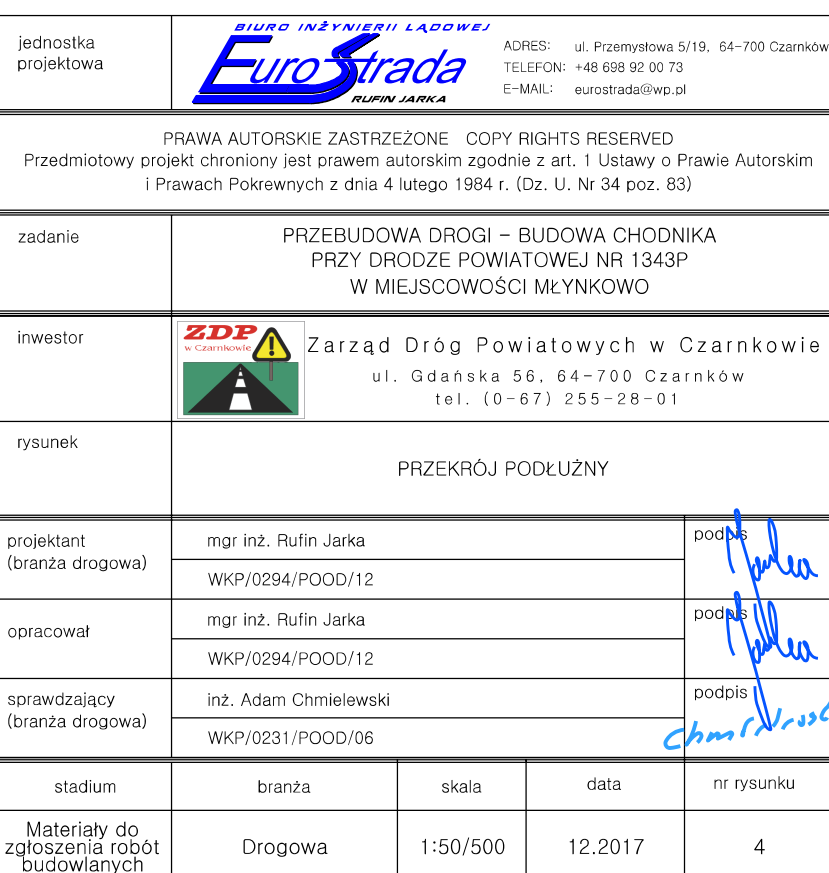 jednostka
projektowa
BIURO INŻYNIERII LĄDOWEJ
EuroStrada
RUFIN JARKA
ADRES: ul. Przemysłowa 5/19, 64-700 Czarnków
TELEFON: +48 698 92 00 73
E-MAIL: eurostrada@wp.pl
PRAWA AUTORSKIE ZASTRZEŻONE COPY RIGHTS RESERVED
Przedmiotowy projekt chroniony jest prawem autorskim zgodnie z art. 1 Ustawy o Prawie Autorskim
i Prawach Pokrewnych z dnia 4 lutego 1984 r. (Dz. U. Nr 34 poz. 83)
zadanie
PRZEBUDOWA DROGI - BUDOWA CHODNIKA
PRZY DRODZE POWIATOWEJ NR 1343P
W MIEJSCOWOŚCI MŁYNKOWO
inwestor
ZDP
w Czarnkowie
Zarząd Dróg Powiatowych w Czarnkowie
ul. Gdańska 56, 64-700 Czarnków
tel. (0-67) 255-28-01
rysunek
PRZEKRÓJ PODŁUŻNY
projektant
(branża drogowa)
mgr inż. Rufin Jarka
WKP/0294/POOD/12
podpis
opracował
mgr inż. Rufin Jarka
WKP/0294/POOD/12
podpis
sprawdzający
(branża drogowa)
inż. Adam Chmielewski
WKP/0231/POOD/06
podpis
stadium branża skala data nr rysunku
Materiały do
zgłoszenia robót
budowlanych
Drogowa 1:50/500 12.2017 4